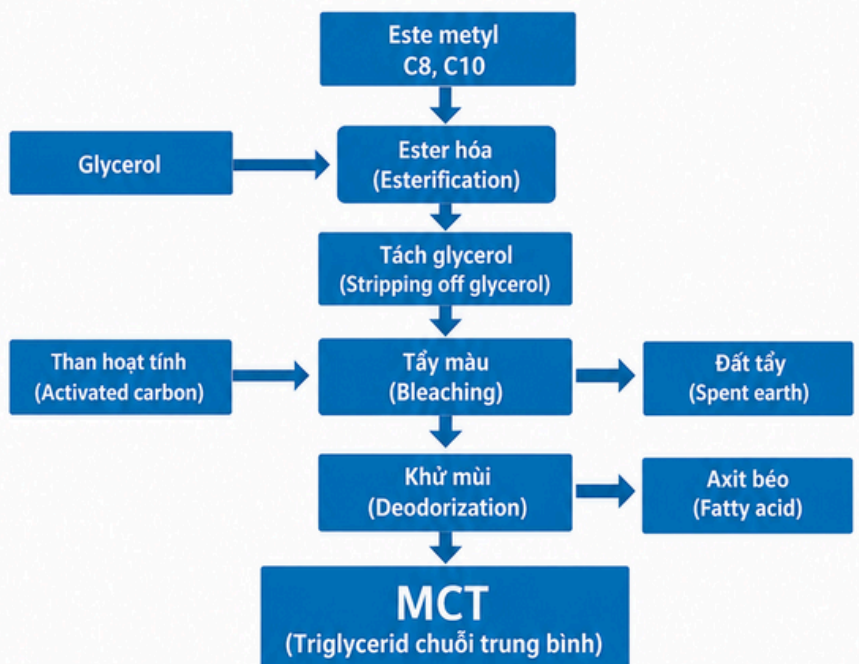 Este metyl
C8, C10
Glycerol
Ester hóa
(Esterification)
Tách glycerol
(Stripping off glycerol)
Than hoạt tính
(Activated carbon)
Tẩy màu
(Bleaching)
Đất tẩy
(Spent earth)
Khử mùi
(Deodorization)
Axit béo
(Fatty acid)
MCT
(Triglycerid chuỗi trung bình)